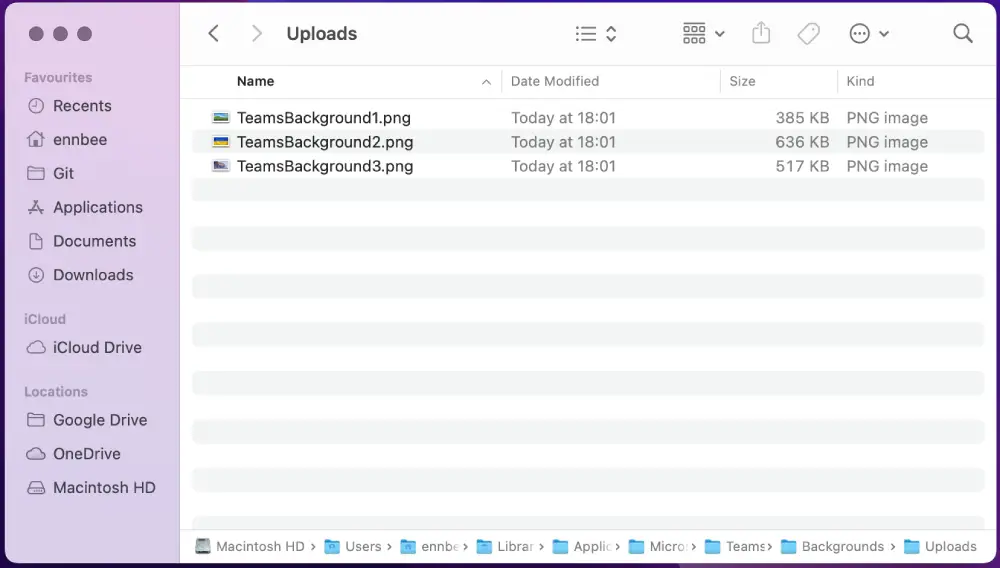 Uploads
Favourites
Recents
ennbee
Git
Applications
Documents
Downloads
iCloud
iCloud Drive
Locations
Google Drive
OneDrive
Macintosh HD
Name Date Modified Size Kind
TeamsBackground1.png Today at 18:01 385 KB PNG image
TeamsBackground2.png Today at 18:01 636 KB PNG image
TeamsBackground3.png Today at 18:01 517 KB PNG image
Macintosh HD › Users › ennbe › Librar › Applic › Micros › Teams › Backgrounds › Uploads